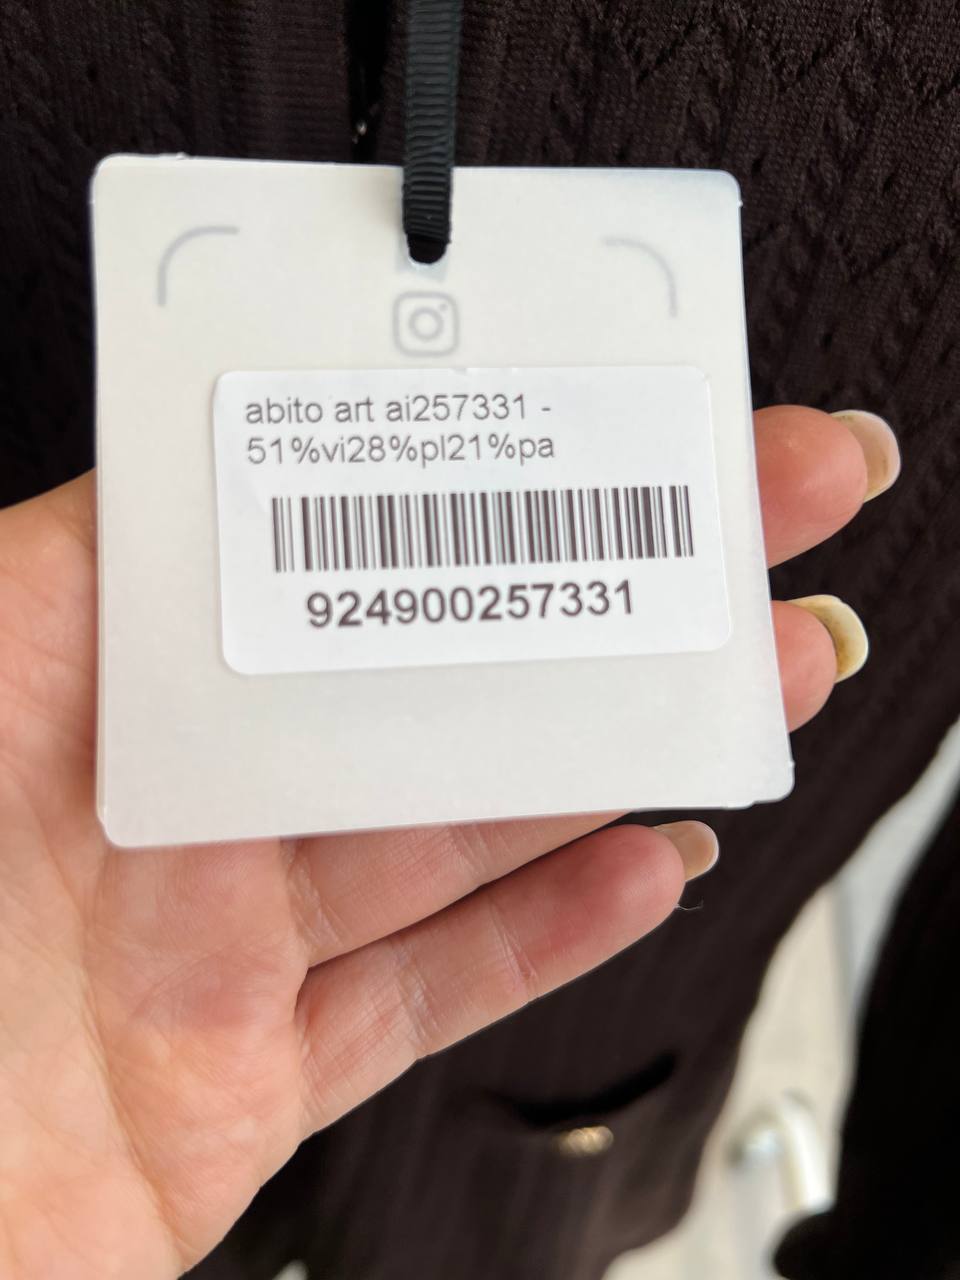 abito art ai257331 -
51%vi28%pl21%pa
924900257331